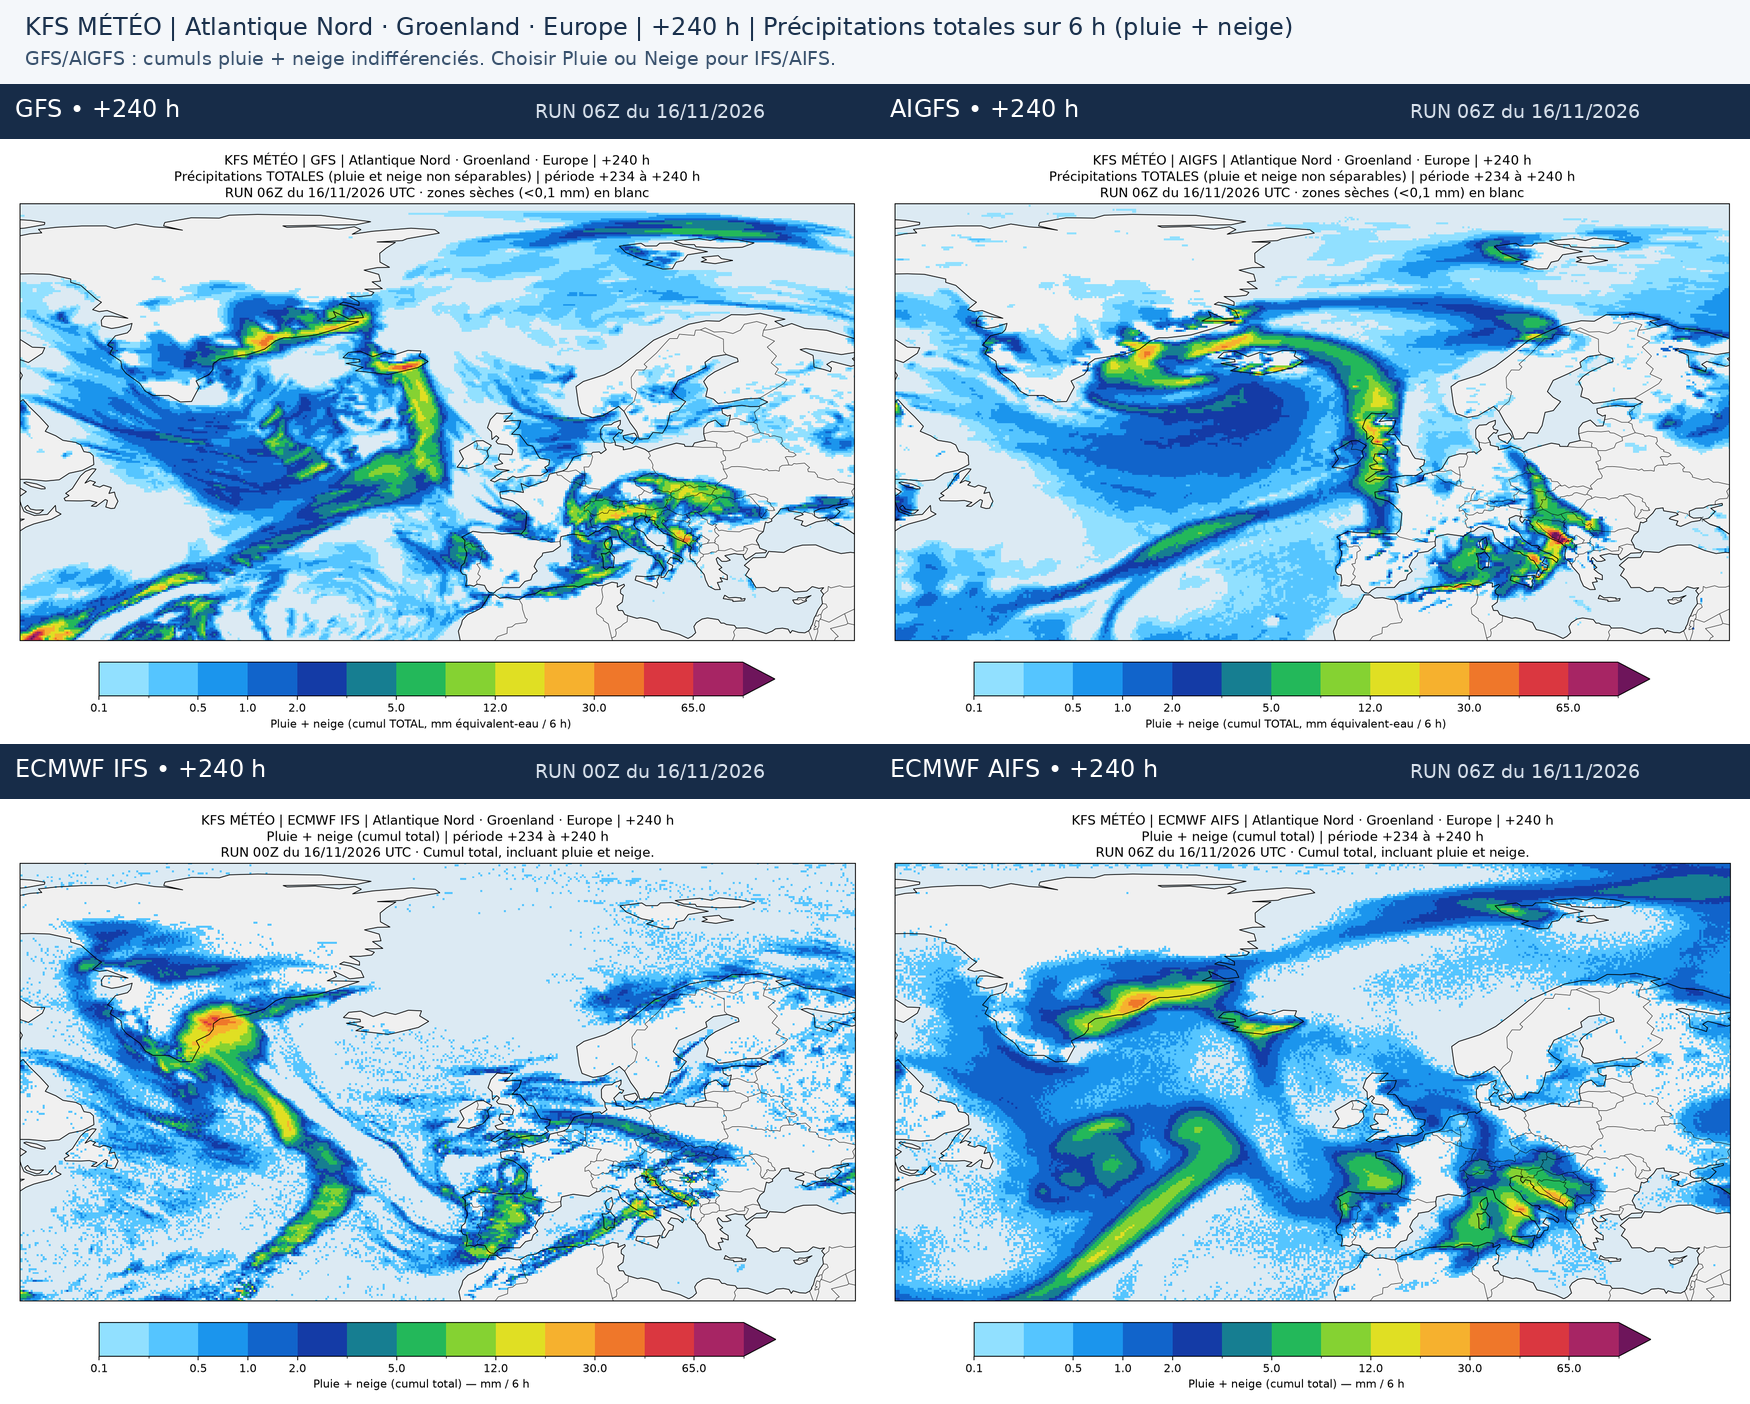 KFS MÉTÉO | Atlantique Nord · Groenland · Europe | +240 h | Précipitations totales sur 6 h (pluie + neige)
GFS/AIGFS : cumuls pluie + neige indifférenciés. Choisir Pluie ou Neige pour IFS/AIFS.
GFS • +240 h
RUN 06Z du 16/11/2026
KFS MÉTÉO | GFS | Atlantique Nord · Groenland · Europe | +240 h
Précipitations TOTALES (pluie et neige non séparables) | période +234 à +240 h
RUN 06Z du 16/11/2026 UTC · zones sèches (<0,1 mm) en blanc
0.1 0.5 1.0 2.0 5.0 12.0 30.0 65.0
Pluie + neige (cumul TOTAL, mm équivalent-eau / 6 h)
AIGFS • +240 h
RUN 06Z du 16/11/2026
KFS MÉTÉO | AIGFS | Atlantique Nord · Groenland · Europe | +240 h
Précipitations TOTALES (pluie et neige non séparables) | période +234 à +240 h
RUN 06Z du 16/11/2026 UTC · zones sèches (<0,1 mm) en blanc
0.1 0.5 1.0 2.0 5.0 12.0 30.0 65.0
Pluie + neige (cumul TOTAL, mm équivalent-eau / 6 h)
ECMWF IFS • +240 h
RUN 00Z du 16/11/2026
KFS MÉTÉO | ECMWF IFS | Atlantique Nord · Groenland · Europe | +240 h
Pluie + neige (cumul total) | période +234 à +240 h
RUN 00Z du 16/11/2026 UTC · Cumul total, incluant pluie et neige.
0.1 0.5 1.0 2.0 5.0 12.0 30.0 65.0
Pluie + neige (cumul total) — mm / 6 h
ECMWF AIFS • +240 h
RUN 06Z du 16/11/2026
KFS MÉTÉO | ECMWF AIFS | Atlantique Nord · Groenland · Europe | +240 h
Pluie + neige (cumul total) | période +234 à +240 h
RUN 06Z du 16/11/2026 UTC · Cumul total, incluant pluie et neige.
0.1 0.5 1.0 2.0 5.0 12.0 30.0 65.0
Pluie + neige (cumul total) — mm / 6 h